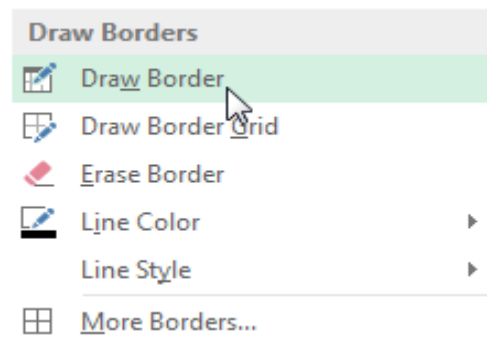 Draw Borders
Draw Border
Draw Border Grid
Erase Border
Line Color
Line Style
More Borders...